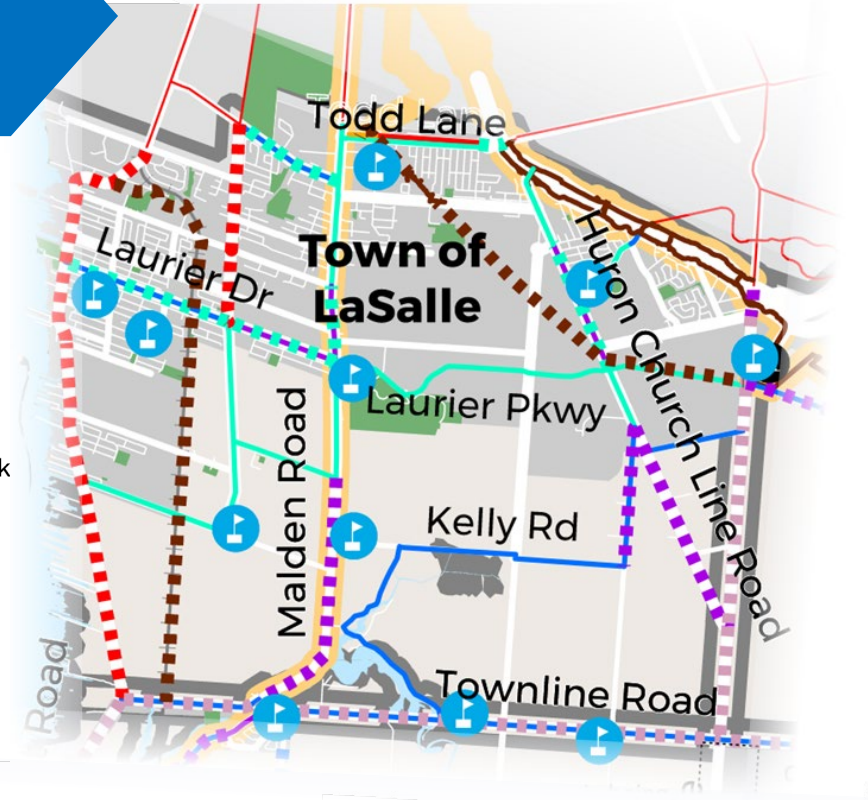 Todd Lane
Town of
LaSalle
Laurier Dr
Huron Church Line Road
Laurier Pkwy
Malden Road
Kelly Rd
k
Townline Road
Road